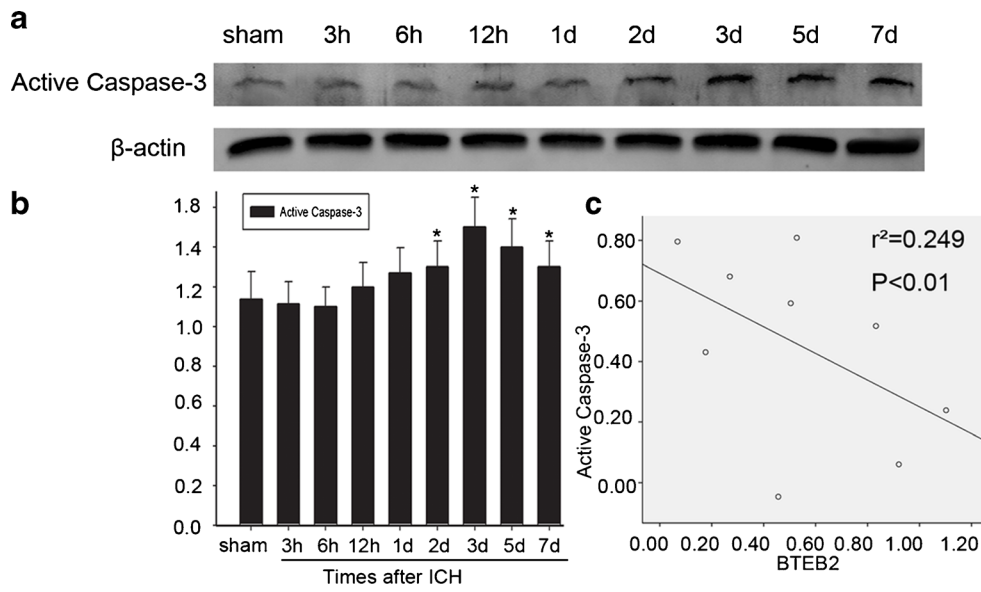 a
sham 3h 6h 12h 1d 2d 3d 5d 7d
Active Caspase-3
β-actin
b
1.8
1.4
1.2
1.0
0.8
0.6
0.4
0.2
0.0
Active Caspase-3
* * * *
sham 3h 6h 12h 1d 2d 3d 5d 7d
Times after ICH
c
r²=0.249
P<0.01
Active Caspase-3
0.80
0.60
0.40
0.20
0.00
0.00 0.20 0.40 0.60 0.80 1.00 1.20
BTEB2